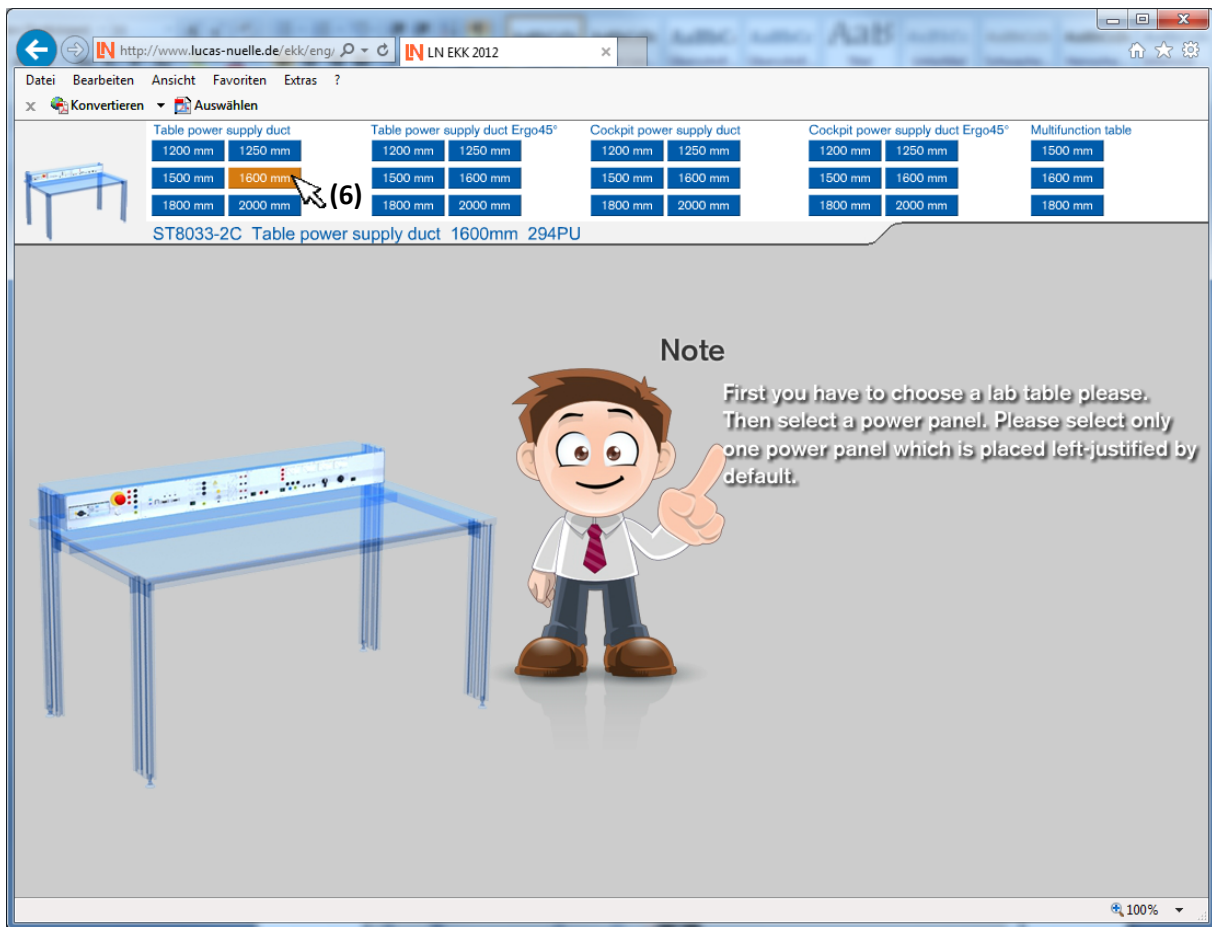 http://www.lucas-nuelle.de/ekk/eng/
LN EKK 2012
Datei Bearbeiten Ansicht Favoriten Extras ?
x Konvertieren Auswählen
Table power supply duct Table power supply duct Ergo45° Cockpit power supply duct Cockpit power supply duct Ergo45° Multifunction table
1200 mm 1250 mm 1200 mm 1250 mm 1200 mm 1250 mm 1200 mm 1250 mm 1500 mm
1500 mm 1600 mm (6) 1500 mm 1600 mm 1500 mm 1600 mm 1500 mm 1600 mm 1600 mm
1800 mm 2000 mm 1800 mm 2000 mm 1800 mm 2000 mm 1800 mm 2000 mm 1800 mm
ST8033-2C Table power supply duct 1600mm 294PU
Note
First you have to choose a lab table please.
Then select a power panel. Please select only
one power panel which is placed left-justified by
default.
100%